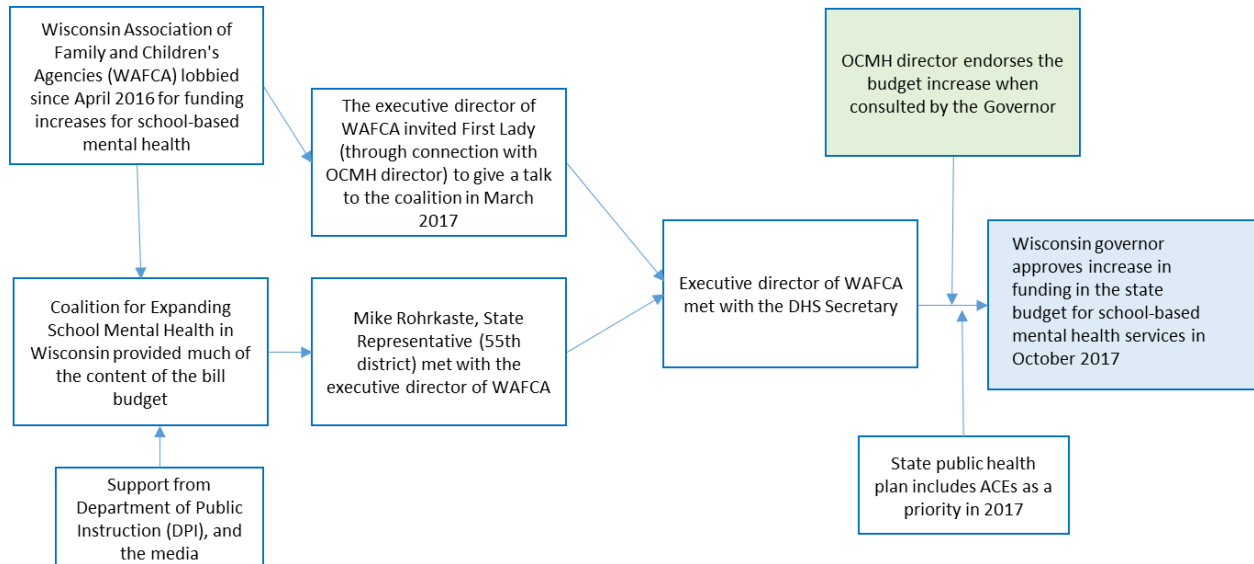 Wisconsin Association of
Family and Children's
Agencies (WAFCA) lobbied
since April 2016 for funding
increases for school-based
mental health
The executive director of
WAFCA invited First Lady
(through connection with
OCMH director) to give a talk
to the coalition in March
2017
OCMH director endorses the
budget increase when
consulted by the Governor
Coalition for Expanding
School Mental Health in
Wisconsin provided much of
the content of the bill
budget
Mike Rohrkaste, State
Representative (55th
district) met with the
executive director of WAFCA
Executive director of WAFCA
met with the DHS Secretary
Wisconsin governor
approves increase in
funding in the state
budget for school-based
mental health services in
October 2017
Support from
Department of Public
Instruction (DPI), and
the media
State public health
plan includes ACEs as a
priority in 2017